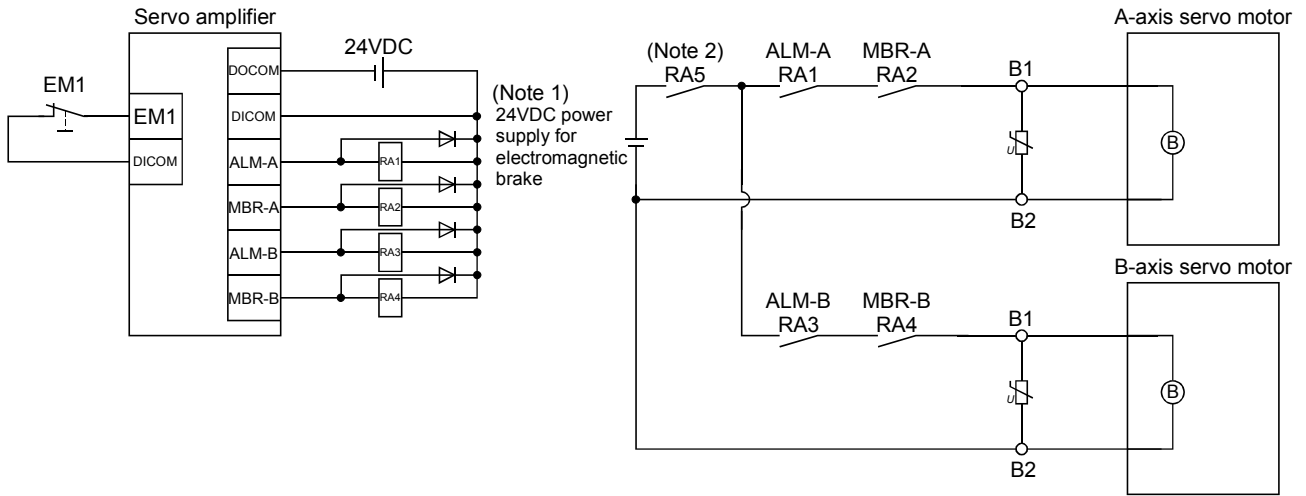 Servo amplifier
24VDC
DOCOM
EM1
EM1
DICOM
DICOM
ALM-A
RA1
MBR-A
RA2
ALM-B
RA3
MBR-B
RA4
(Note 1)
24VDC power
supply for
electromagnetic
brake
(Note 2)
RA5
ALM-A
RA1
MBR-A
RA2
B1
U
B2
A-axis servo motor
B
ALM-B
RA3
MBR-B
RA4
B1
U
B2
B-axis servo motor
B